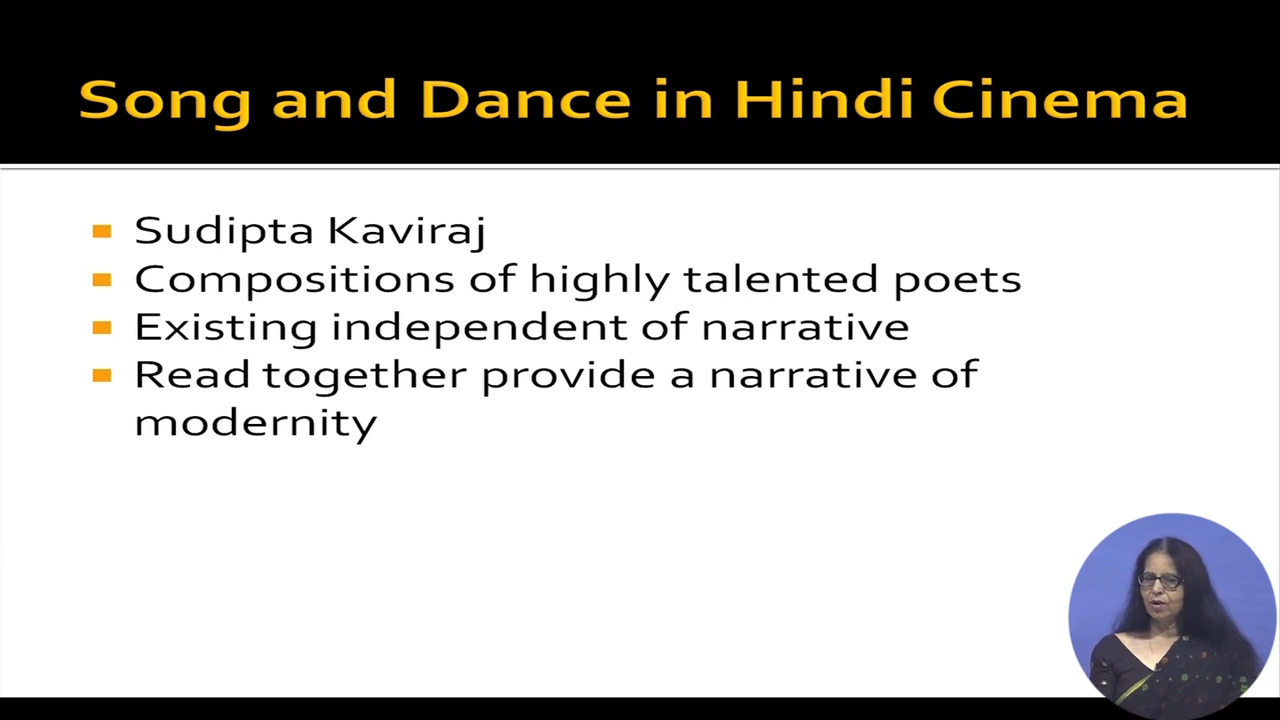 Song and Dance in Hindi Cinema
Sudipta Kaviraj
Compositions of highly talented poets
Existing independent of narrative
Read together provide a narrative of
modernity